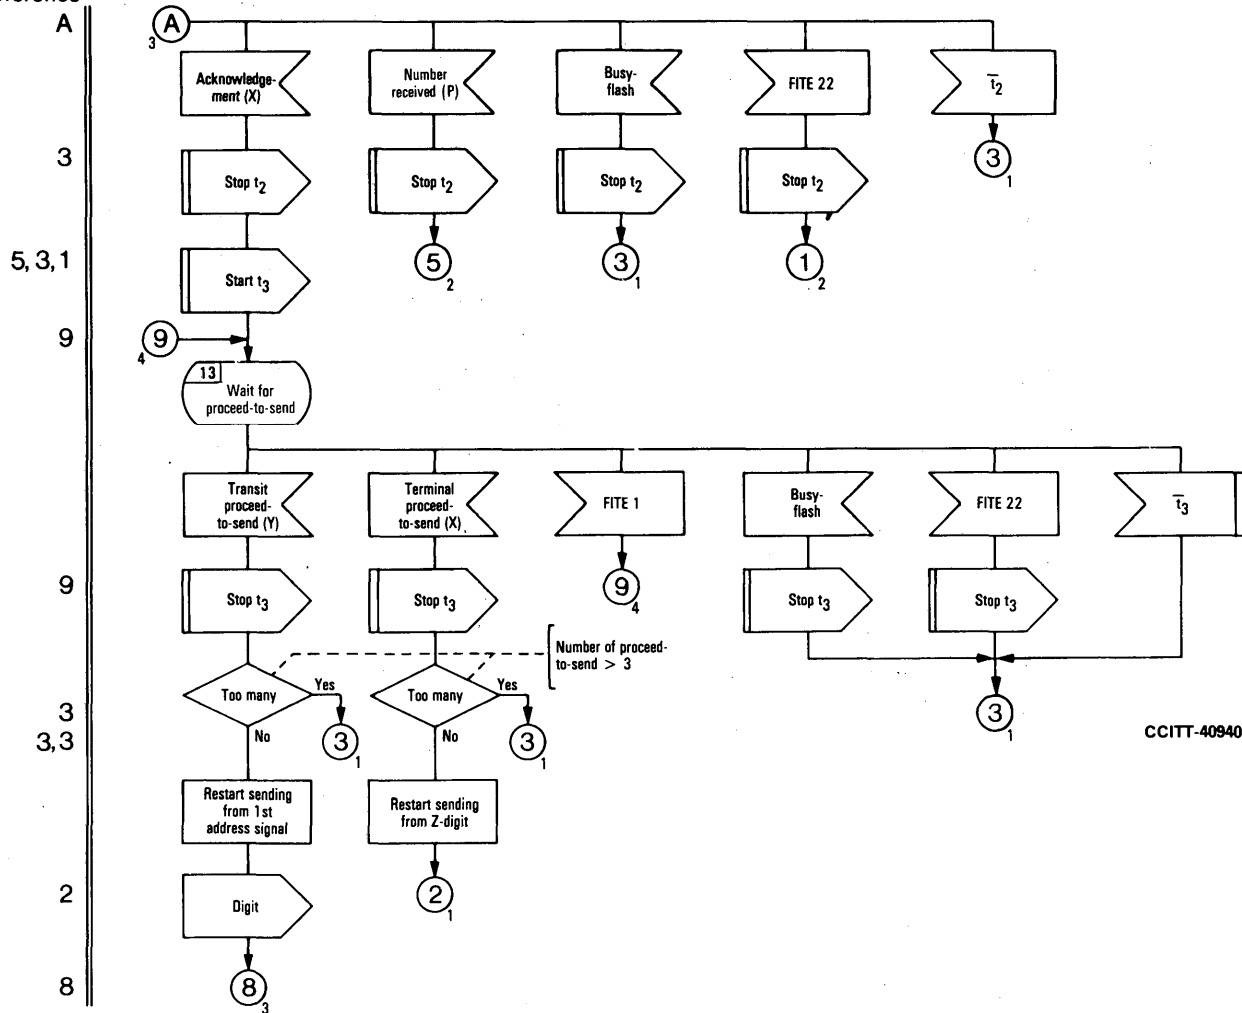 A
A
3
Acknowledge-
ment (X)
Number
received (P)
Busy-
flash
FITE 22
t̅2
3
Stop t2
Stop t2
Stop t2
Stop t2
3
1
5, 3, 1
Start t3
5
2
3
1
1
2
9
9
4
13
Wait for
proceed-to-send
Transit
proceed-
to-send (Y)
Terminal
proceed-
to-send (X)
FITE 1
Busy-
flash
FITE 22
t̅3
9
Stop t3
Stop t3
9
4
Stop t3
Stop t3
Number of proceed-
to-send > 3
Too many
Yes
Too many
Yes
3
3, 3
No
3
1
No
3
1
3
1
CCITT-40940
Restart sending
from 1st
address signal
Restart sending
from Z-digit
2
Digit
2
1
8
8
3